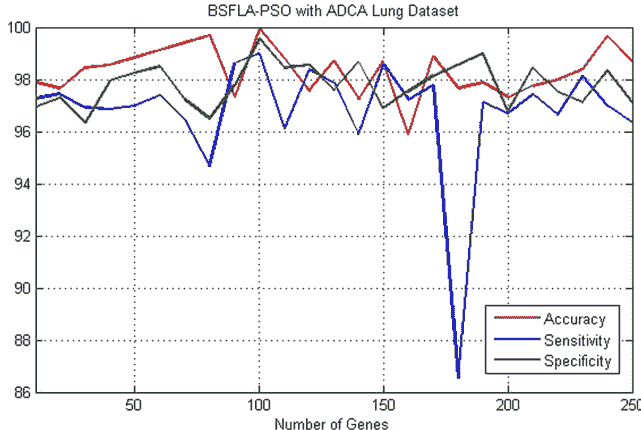 BSFLA-PSO with ADCA Lung Dataset
100
98
96
94
92
90
88
86
50
100
150
200
250
Number of Genes
Accuracy
Sensitivity
Specificity